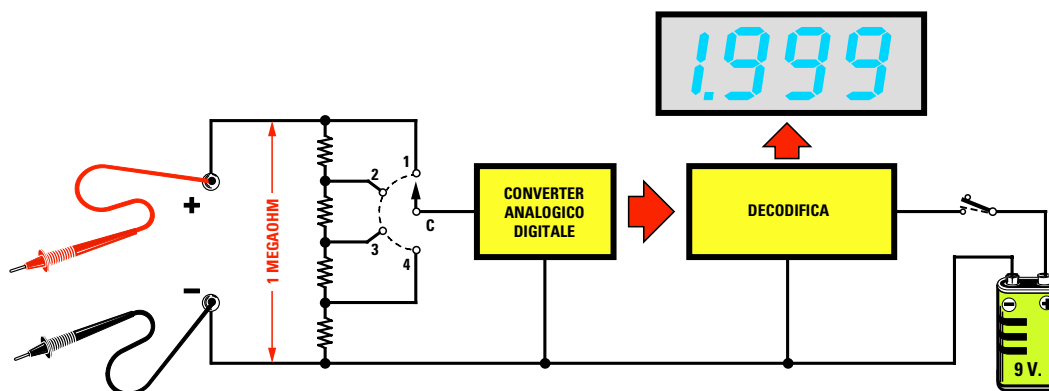 1.999
1
2
3
4
C
+
-
1 MEGAOHM
CONVERTER
ANALOGICO
DIGITALE
DECODIFICA
- +
9 V.